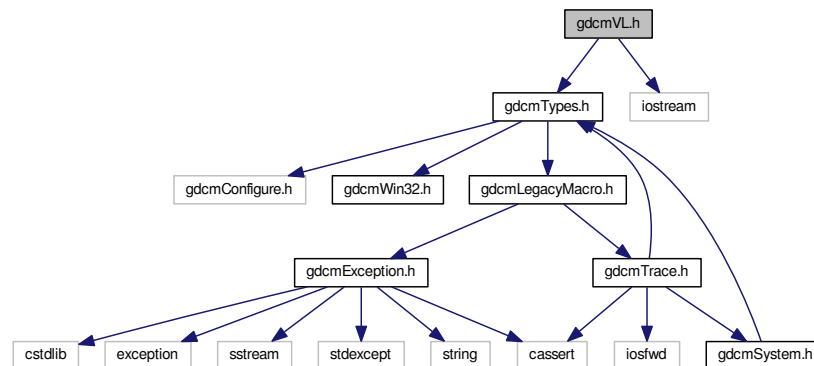 gdcmVL.h
gdcmTypes.h
iostream
gdcmConfigure.h
gdcmWin32.h
gdcmLegacyMacro.h
gdcmException.h
gdcmTrace.h
cstdlib
exception
sstream
stdexcept
string
cassert
iosfwd
gdcmSystem.h